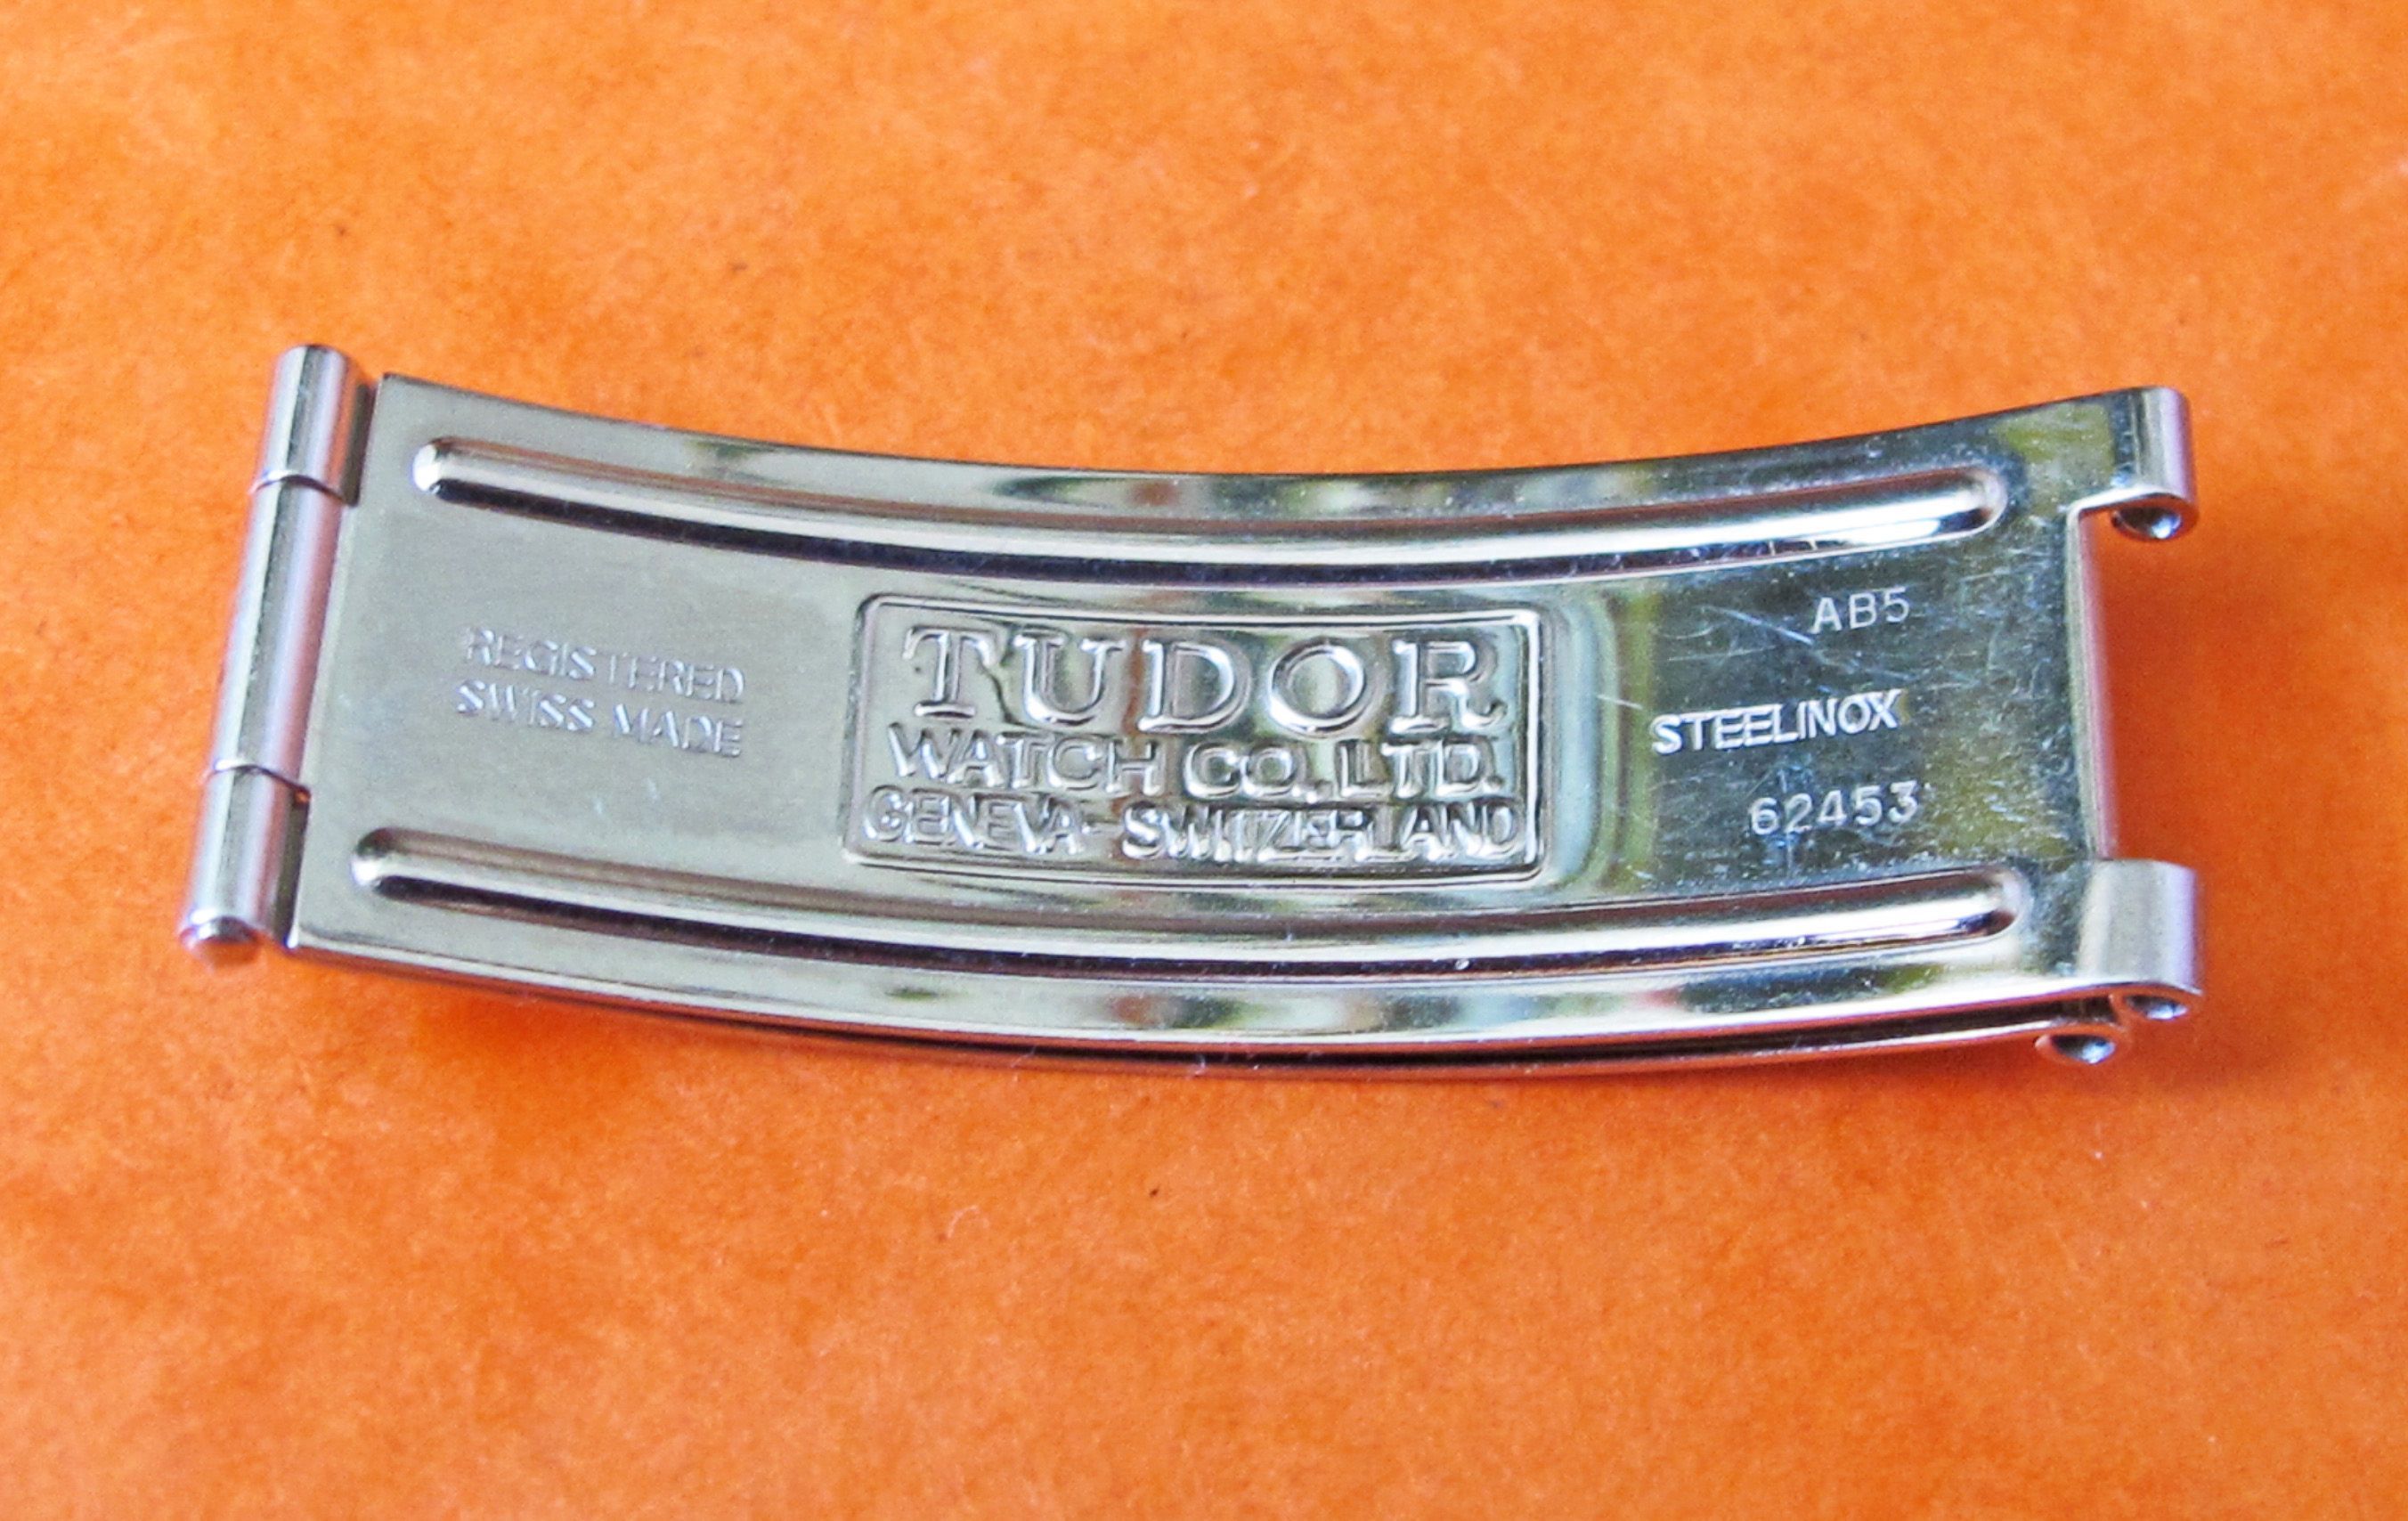 REGISTERED
SWISS MADE
TUDOR
WATCH CO., LTD.
GENEVA-SWITZERLAND
AB5
STEELINOX
62453